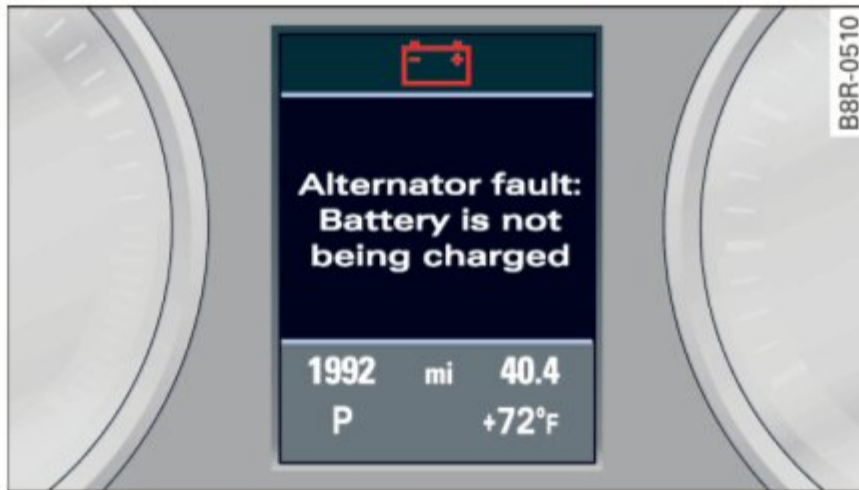 Alternator fault:
Battery is not
being charged
1992 mi 40.4
P +72°F
B8R-0510